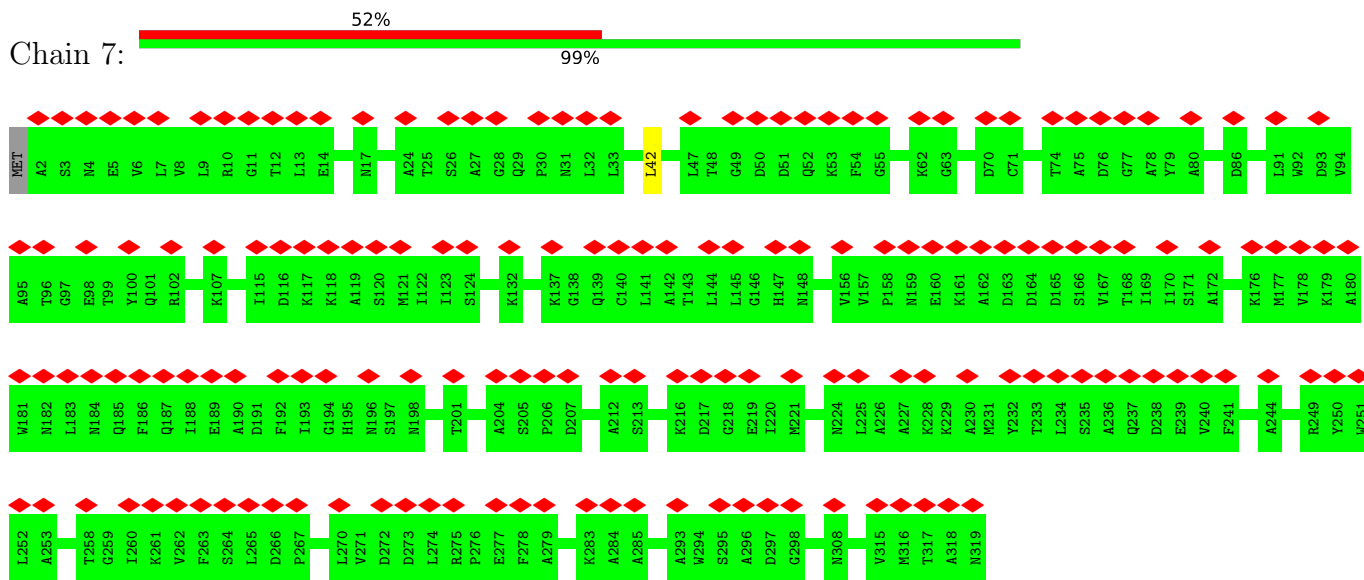 52%
Chain 7:
99%
MET A2 S3 N4 E5 V6 L7 V8 L9 R10 G11 T12 L13 E14 N17 A24 T25 S26 A27 G28 Q29 P30 N31 L32 L33 L42 L47 T48 G49 D50 D51 Q52 K53 F54 G55 K62 G63 D70 C71 T74 A75 D76 G77 A78 Y79 A80 D86 L91 W92 D93 V94
A95 T96 G97 E98 T99 Y100 Q101 R102 K107 I115 D116 K117 K118 A119 S120 M121 I122 I123 S124 K132 K137 G138 Q139 C140 L141 A142 T143 L144 L145 G146 H147 N148 V156 V157 P158 N159 E160 K161 A162 D163 D164 D165 S166 V167 T168 I169 I170 S171 A172 K176 M177 V178 K179 A180
W181 N182 L183 N184 Q185 F186 Q187 I188 E189 A190 D191 F192 I193 G194 H195 N196 S197 N198 T201 A204 S205 P206 D207 A212 S213 K216 D217 G218 E219 I220 M221 N224 L225 A226 A227 K228 K229 A230 M231 Y232 T233 L234 S235 A236 Q237 D238 E239 V240 F241 A244 R249 Y250 W251
L252 A253 T258 G259 I260 K261 V262 F263 S264 L265 D266 P267 L270 V271 D272 D273 L274 R275 P276 E277 F278 A279 K283 A284 A285 A293 W294 S295 A296 D297 G298 N308 V315 M316 T317 A318 N319